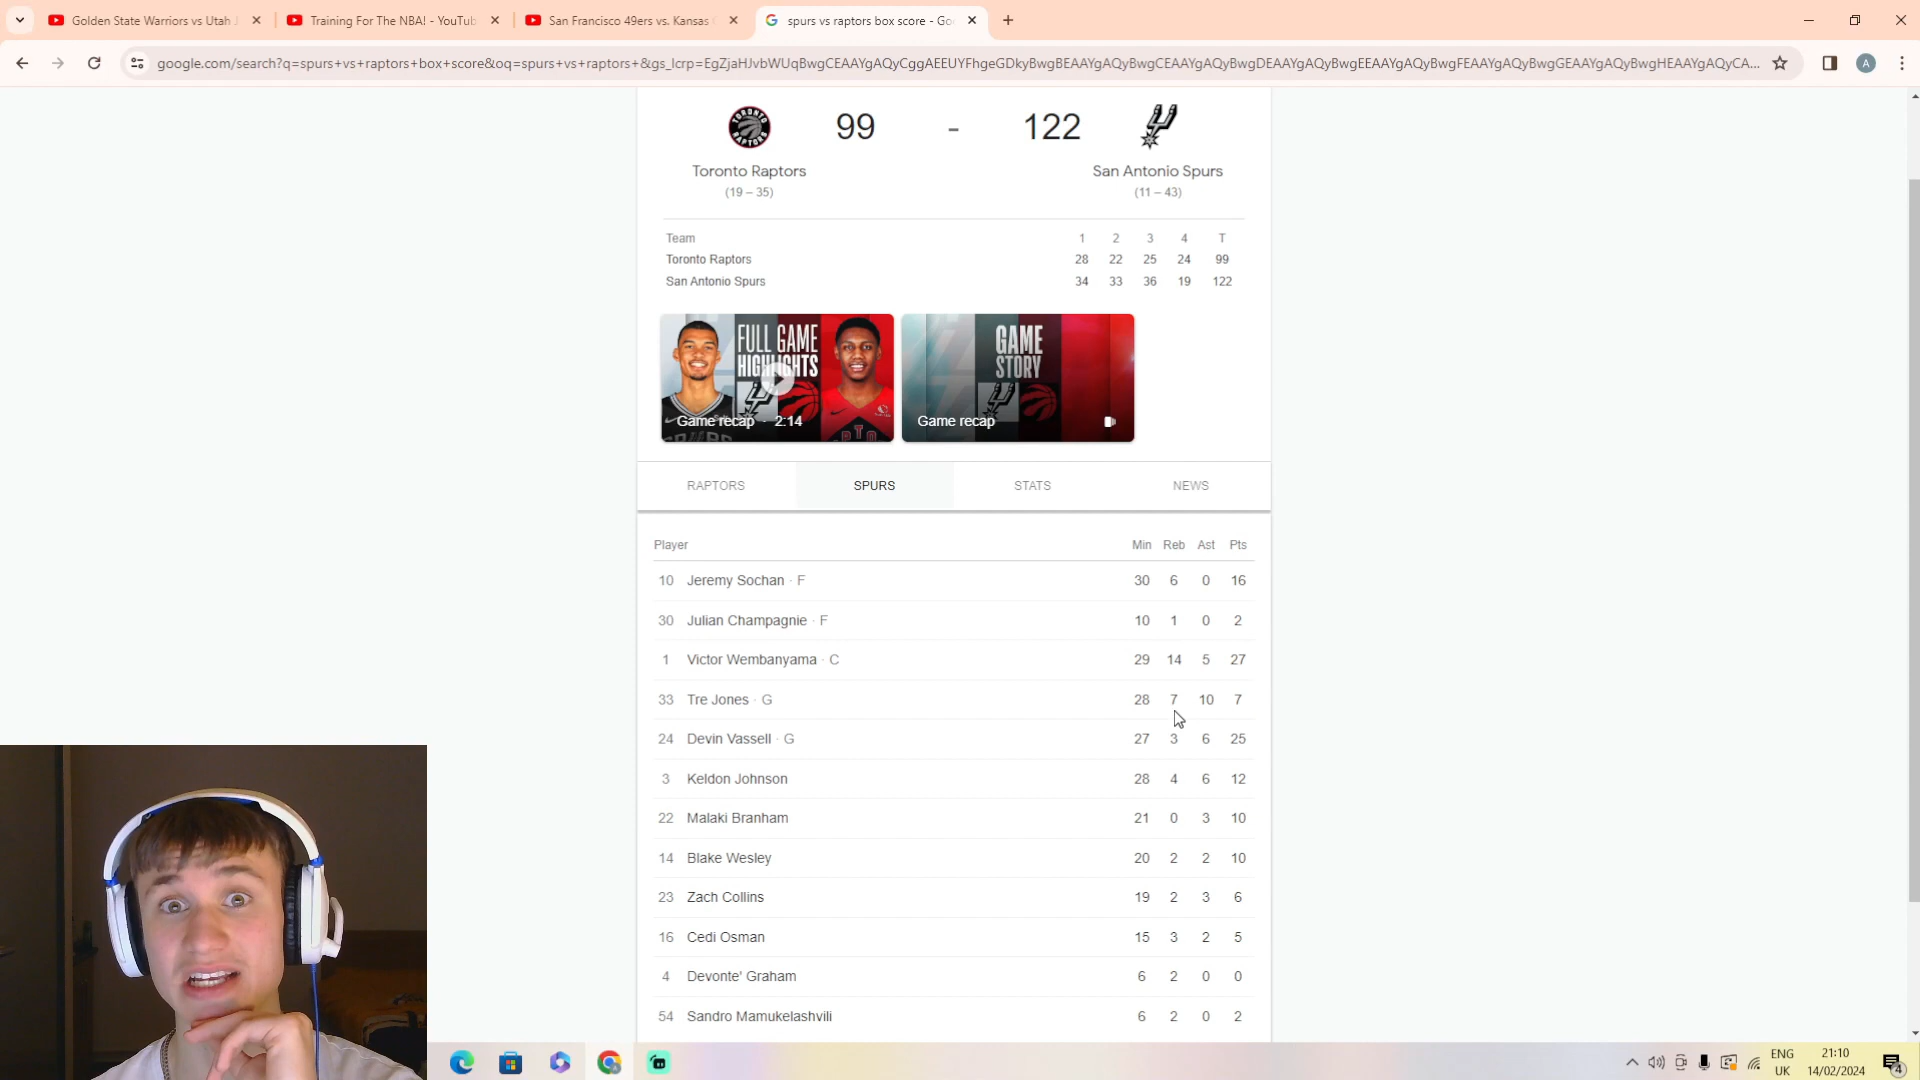 Golden State Warriors vs Utah J
Training For The NBA! - YouTub
San Francisco 49ers vs. Kansas
spurs vs raptors box score - Go
google.com/search?q=spurs+vs+raptors+box+score&oq=spurs+vs+raptors+&gs_lcrp=EgZjaHJvbWUqBwgCEAAYgAQyCggAEEUYFhgeGDkyBwgBEAAYgAQyBwgCEAAYgAQyBwgDEAAYgAQyBwgEEAAYgAQyBwgFEAAYgAQyBwgGEAAYgAQyBwgHEAAYgAQyCA...
A
TORONTO
99 - 122
Toronto Raptors San Antonio Spurs
(19 – 35) (11 – 43)
Team 1 2 3 4 T
Toronto Raptors 28 22 25 24 99
San Antonio Spurs 34 33 36 19 122
FULL GAME
HIGHLIGHTS
Game recap · 2:14
GAME
STORY
Game recap
RAPTORS SPURS STATS NEWS
Player Min Reb Ast Pts
10 Jeremy Sochan · F 30 6 0 16
30 Julian Champagnie · F 10 1 0 2
1 Victor Wembanyama · C 29 14 5 27
33 Tre Jones · G 28 7 10 7
24 Devin Vassell · G 27 3 6 25
3 Keldon Johnson 28 4 6 12
22 Malaki Branham 21 0 3 10
14 Blake Wesley 20 2 2 10
23 Zach Collins 19 2 3 6
16 Cedi Osman 15 3 2 5
4 Devonte' Graham 6 2 0 0
54 Sandro Mamukelashvili 6 2 0 2
ENG
UK
21:10
14/02/2024
4